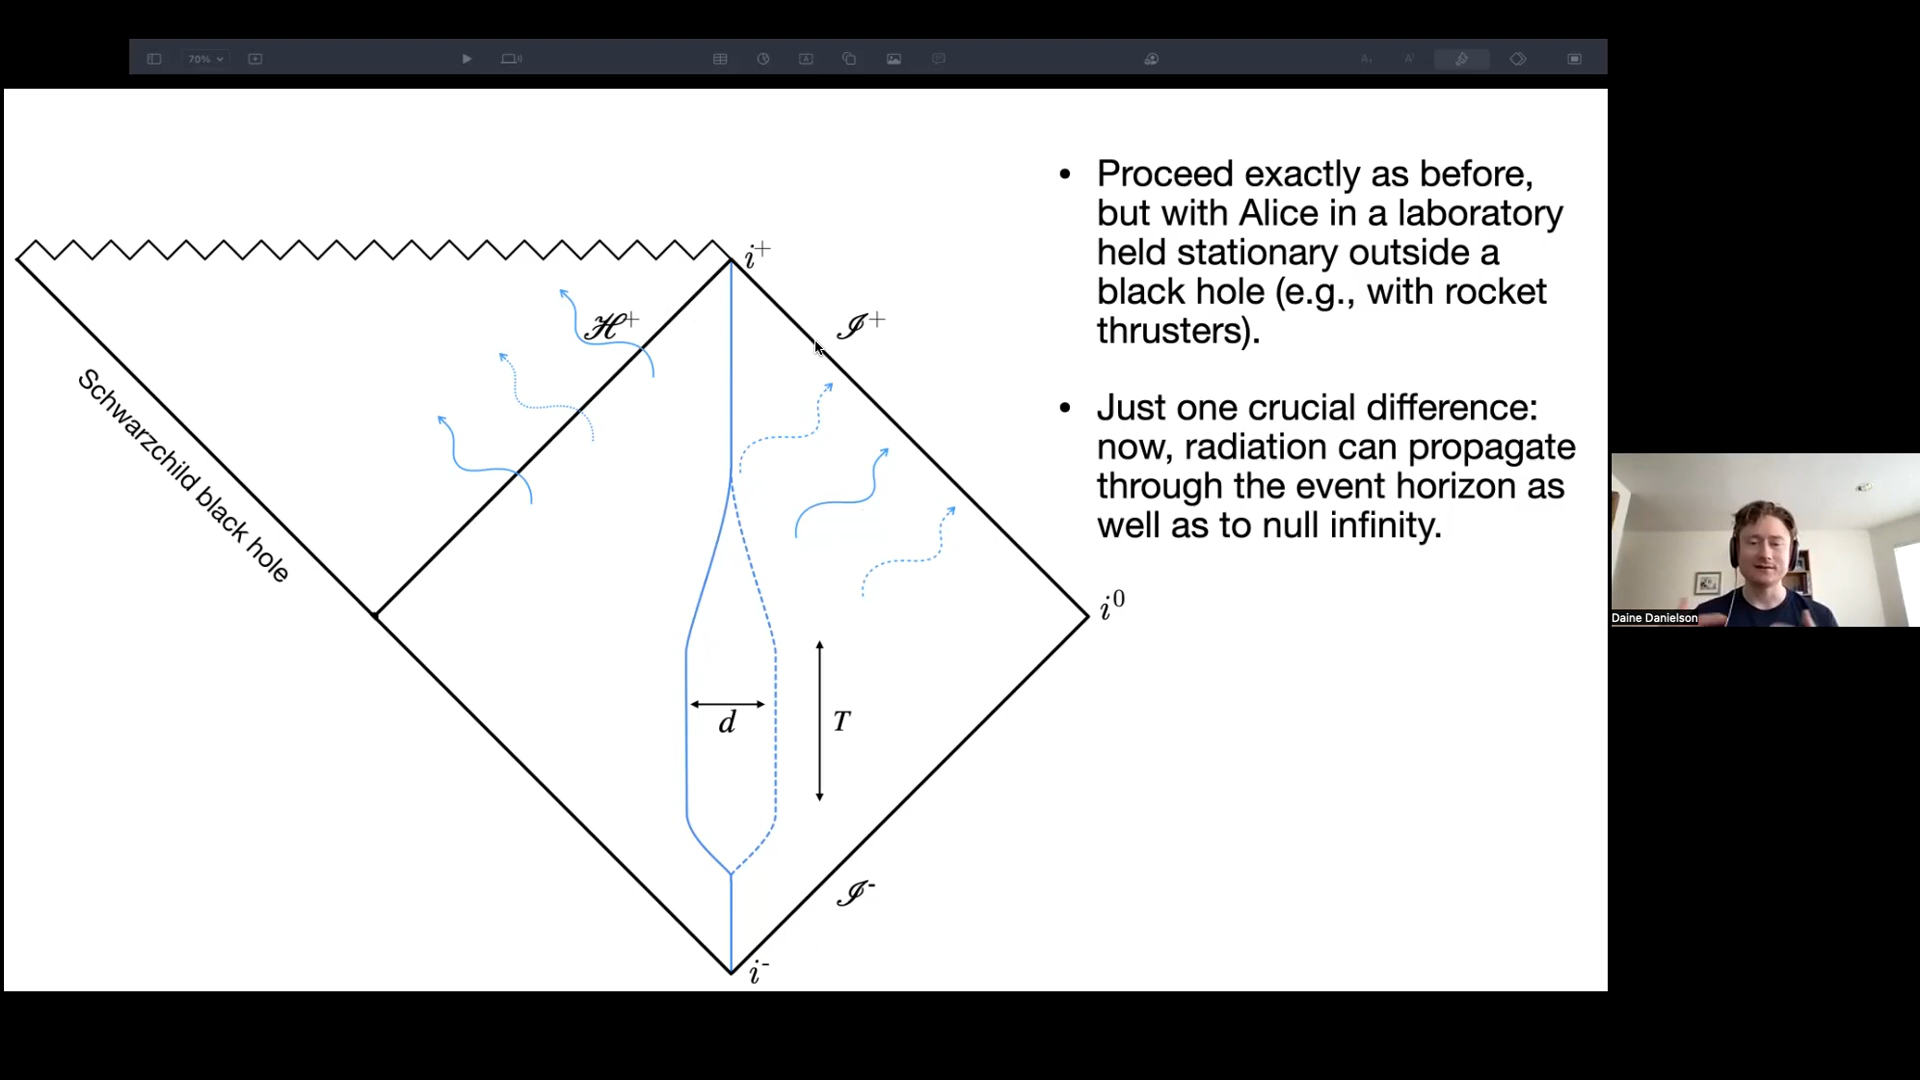 70%
• Proceed exactly as before,
but with Alice in a laboratory
held stationary outside a
black hole (e.g., with rocket
thrusters).
• Just one crucial difference:
now, radiation can propagate
through the event horizon as
well as to null infinity.
i⁺
ℋ⁺
ℐ⁺
Schwarzchild black hole
i⁰
d
T
ℐ⁻
i⁻
Daine Danielson